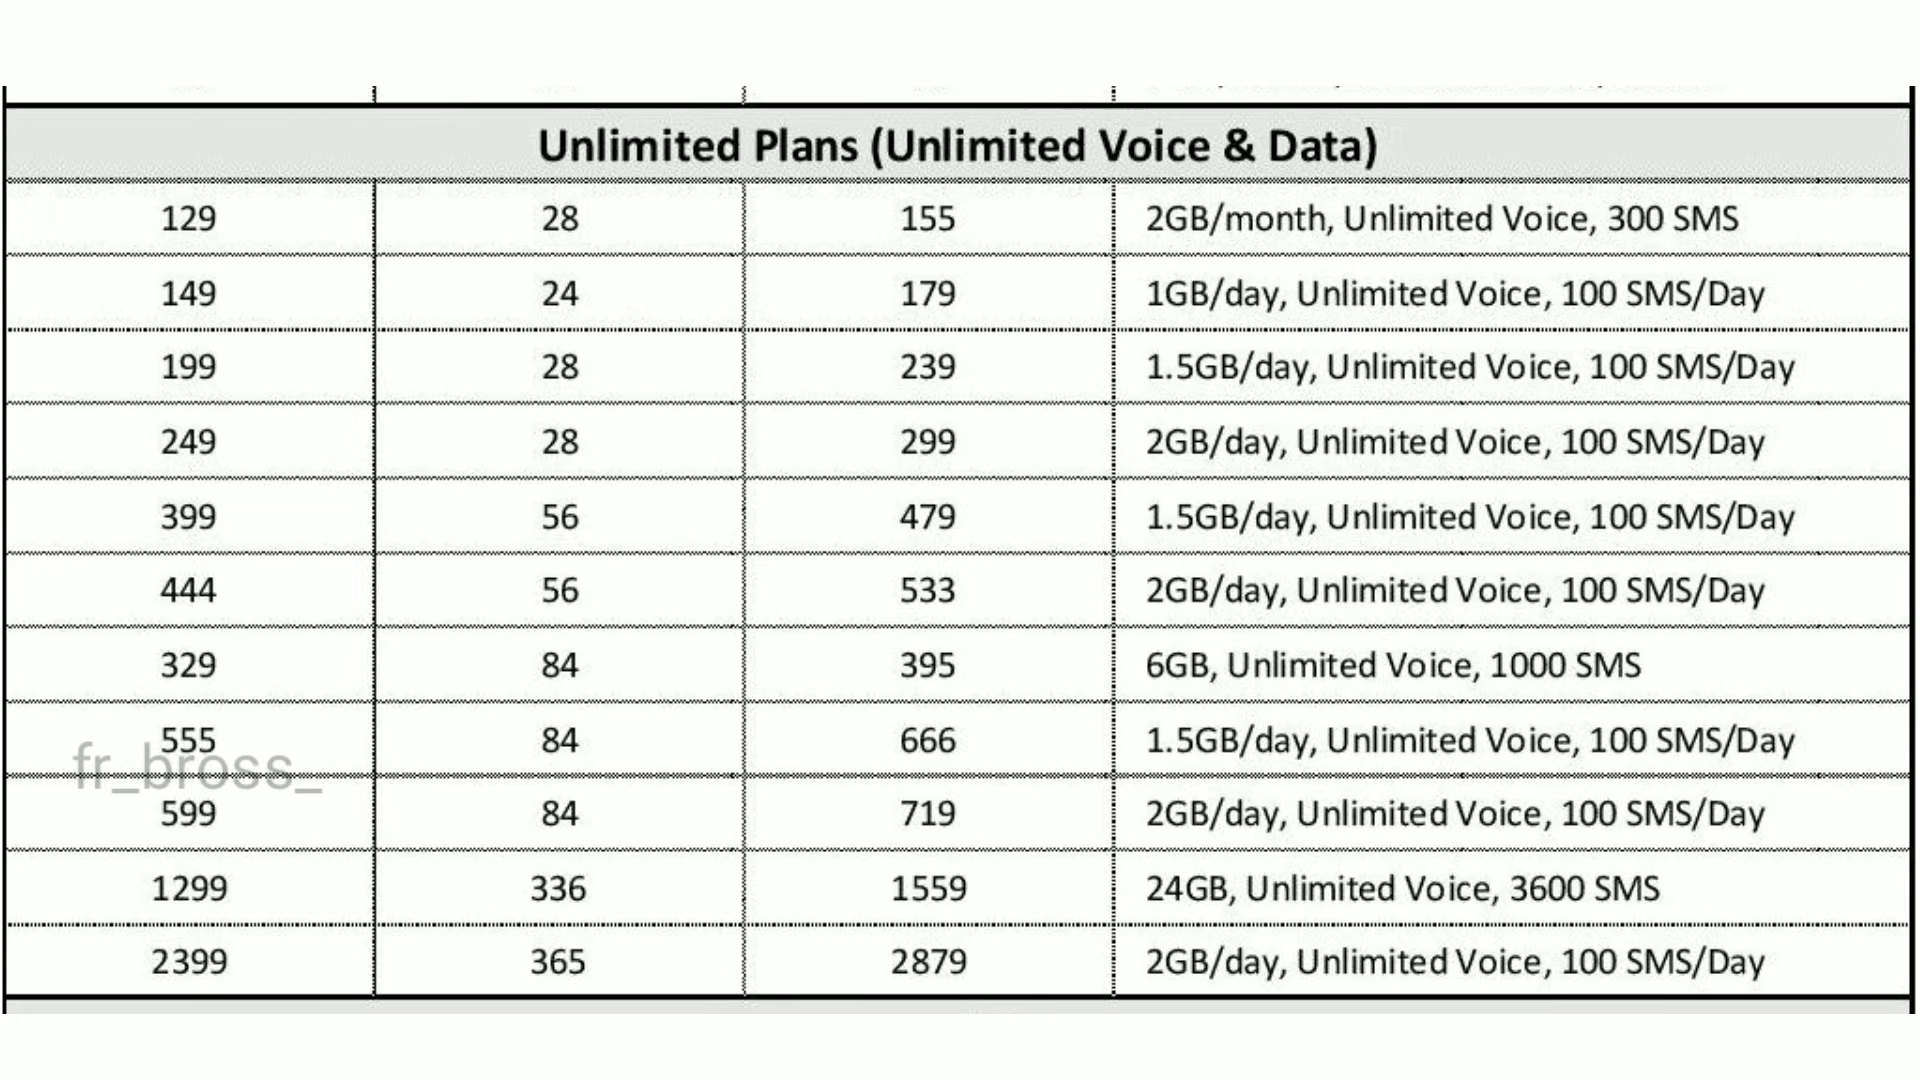 Unlimited Plans (Unlimited Voice & Data)
129 28 155 2GB/month, Unlimited Voice, 300 SMS
149 24 179 1GB/day, Unlimited Voice, 100 SMS/Day
199 28 239 1.5GB/day, Unlimited Voice, 100 SMS/Day
249 28 299 2GB/day, Unlimited Voice, 100 SMS/Day
399 56 479 1.5GB/day, Unlimited Voice, 100 SMS/Day
444 56 533 2GB/day, Unlimited Voice, 100 SMS/Day
329 84 395 6GB, Unlimited Voice, 1000 SMS
555 84 666 1.5GB/day, Unlimited Voice, 100 SMS/Day
fr_bross_
599 84 719 2GB/day, Unlimited Voice, 100 SMS/Day
1299 336 1559 24GB, Unlimited Voice, 3600 SMS
2399 365 2879 2GB/day, Unlimited Voice, 100 SMS/Day